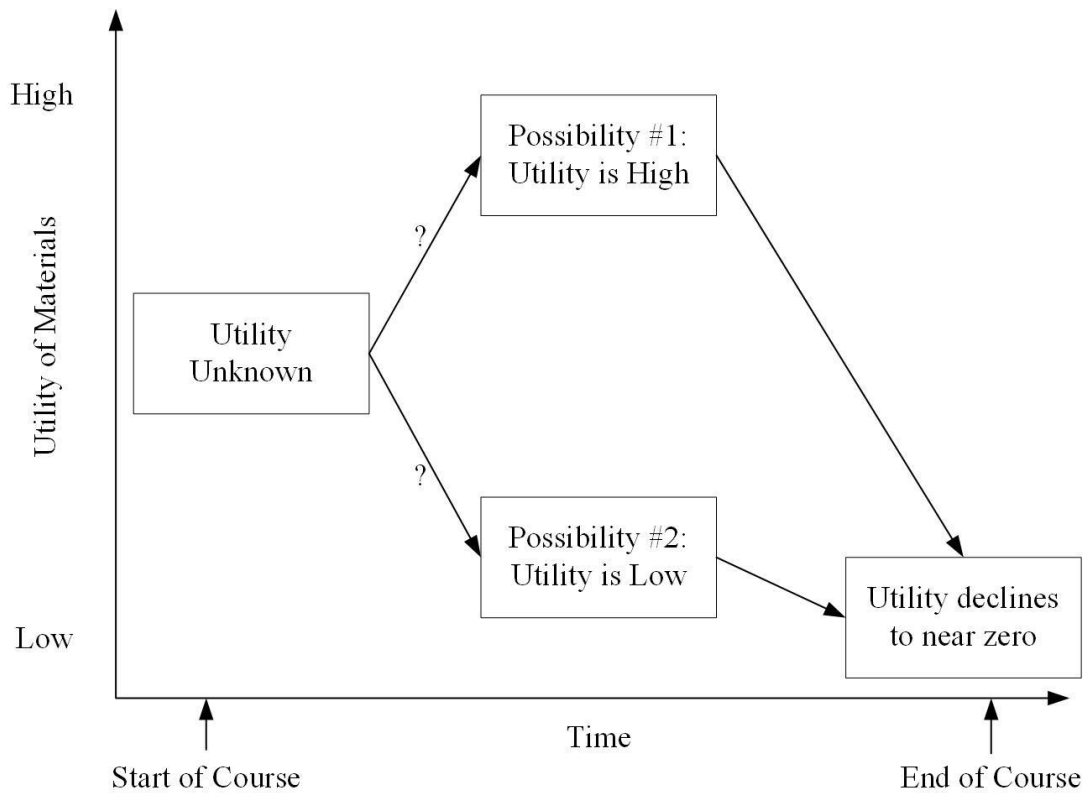 High
Possibility #1:
Utility is High
?
Utility of Materials
Utility
Unknown
?
Possibility #2:
Utility is Low
Utility declines
to near zero
Low
Time
Start of Course
End of Course